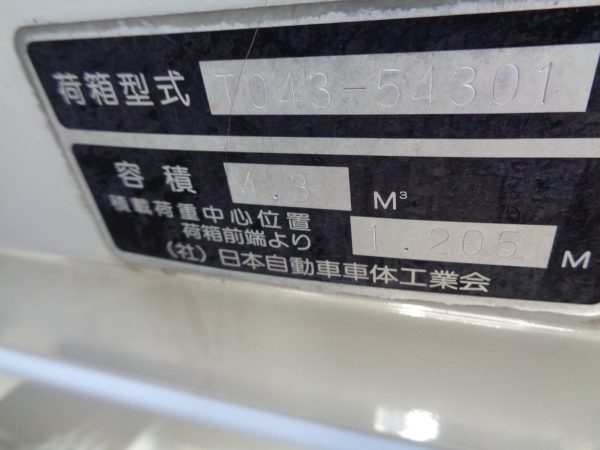 荷箱型式 T043-54301
容積 4.3 M³
積載荷重中心位置
荷箱前端より 1.205 M
(社)日本自動車車体工業会